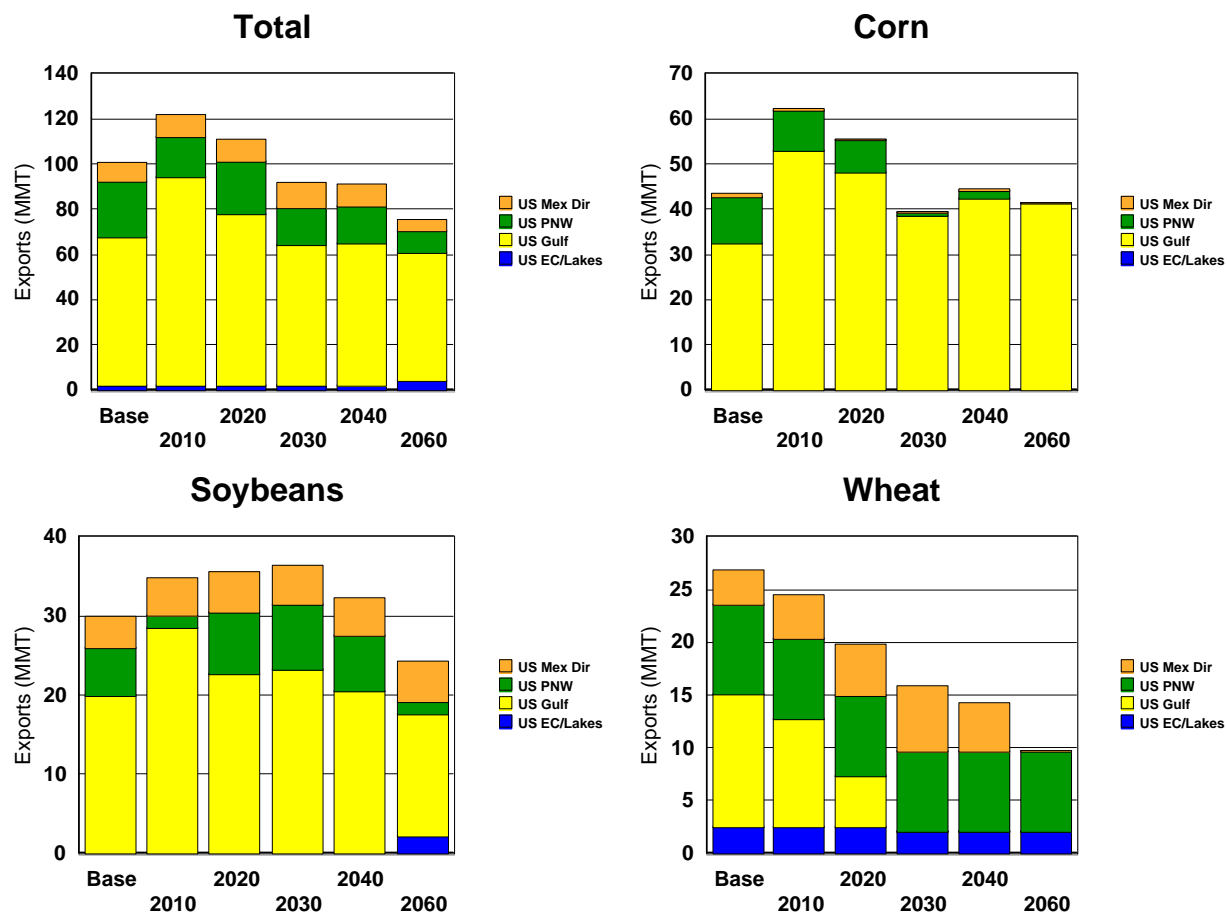 Total
Exports (MMT)
140
120
100
80
60
40
20
0
Base
2010
2020
2030
2040
2060
US Mex Dir
US PNW
US Gulf
US EC/Lakes
Corn
Exports (MMT)
70
60
50
40
30
20
10
0
Base
2010
2020
2030
2040
2060
US Mex Dir
US PNW
US Gulf
US EC/Lakes
Soybeans
Exports (MMT)
40
30
20
10
0
Base
2010
2020
2030
2040
2060
US Mex Dir
US PNW
US Gulf
US EC/Lakes
Wheat
Exports (MMT)
30
25
20
15
10
5
0
Base
2010
2020
2030
2040
2060
US Mex Dir
US PNW
US Gulf
US EC/Lakes